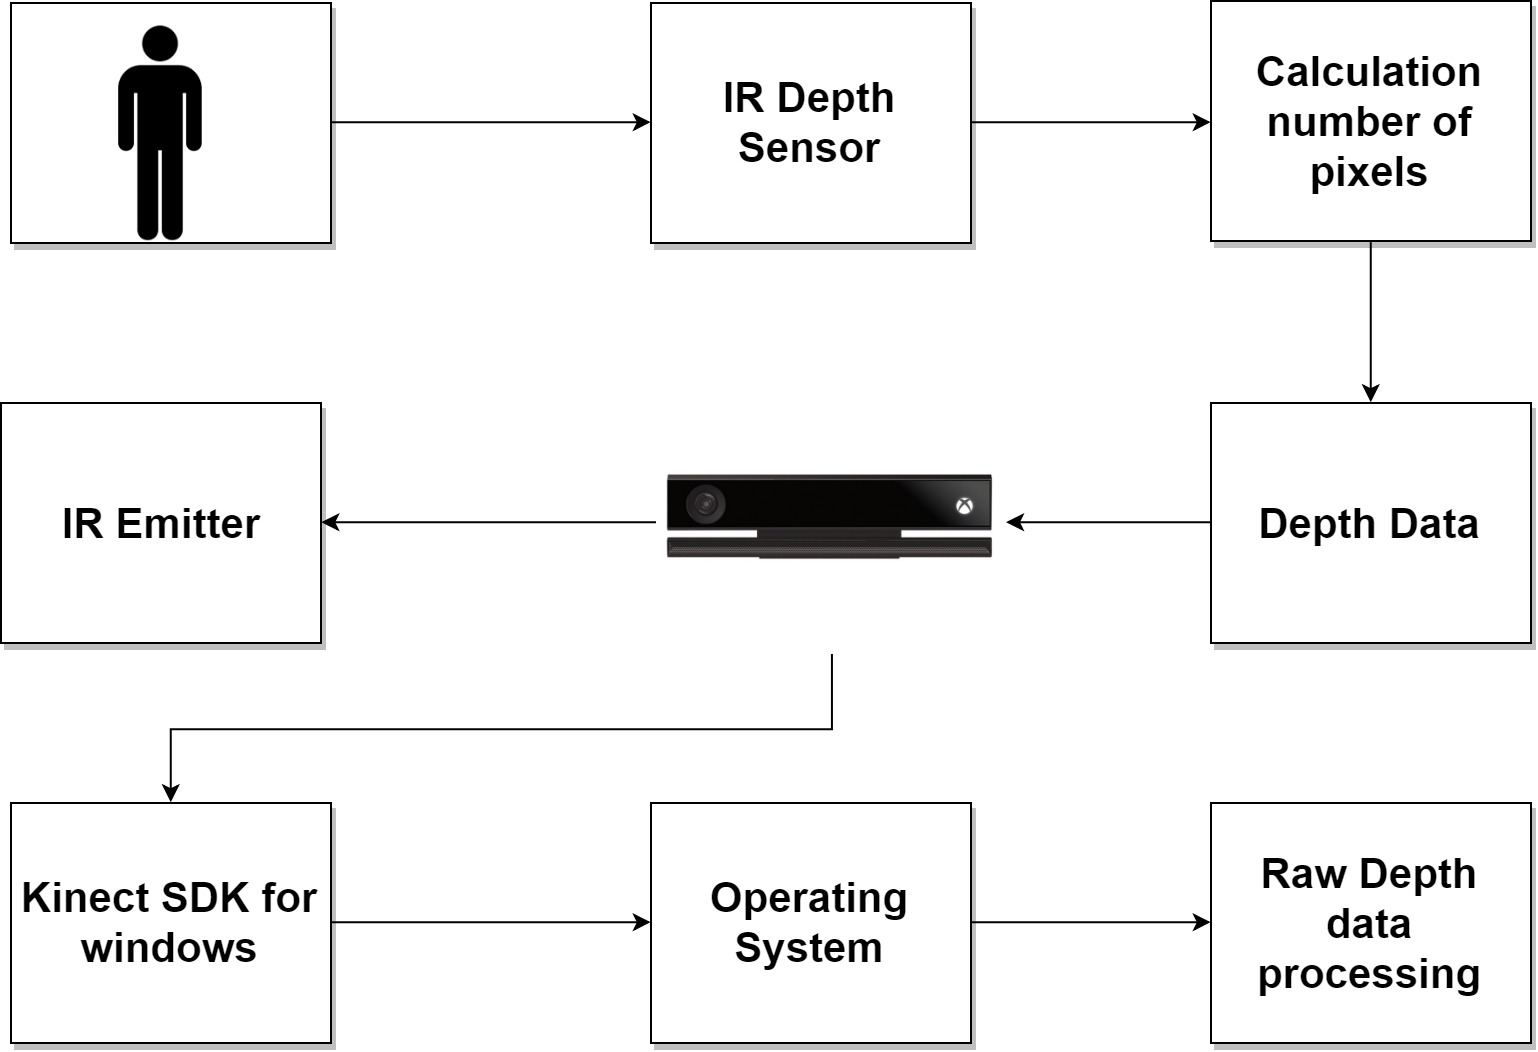 IR Depth
Sensor
Calculation
number of
pixels
IR Emitter
Depth Data
Kinect SDK for
windows
Operating
System
Raw Depth
data
processing